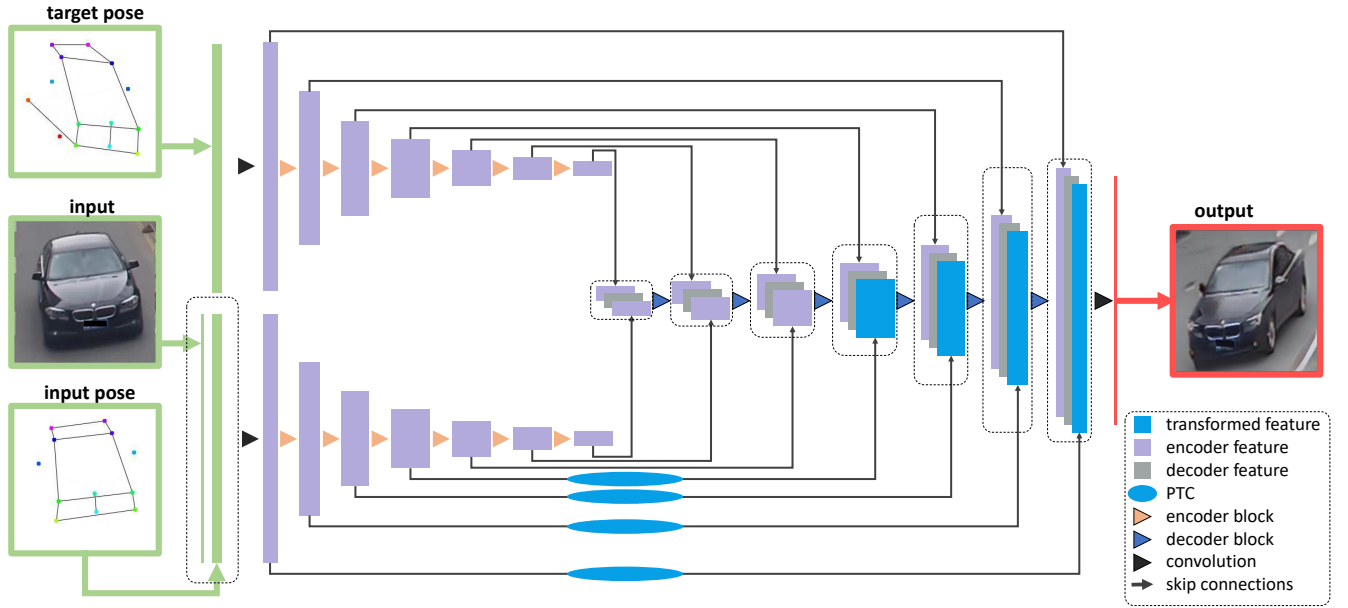 target pose
input
input pose
output
transformed feature
encoder feature
decoder feature
PTC
encoder block
decoder block
convolution
skip connections